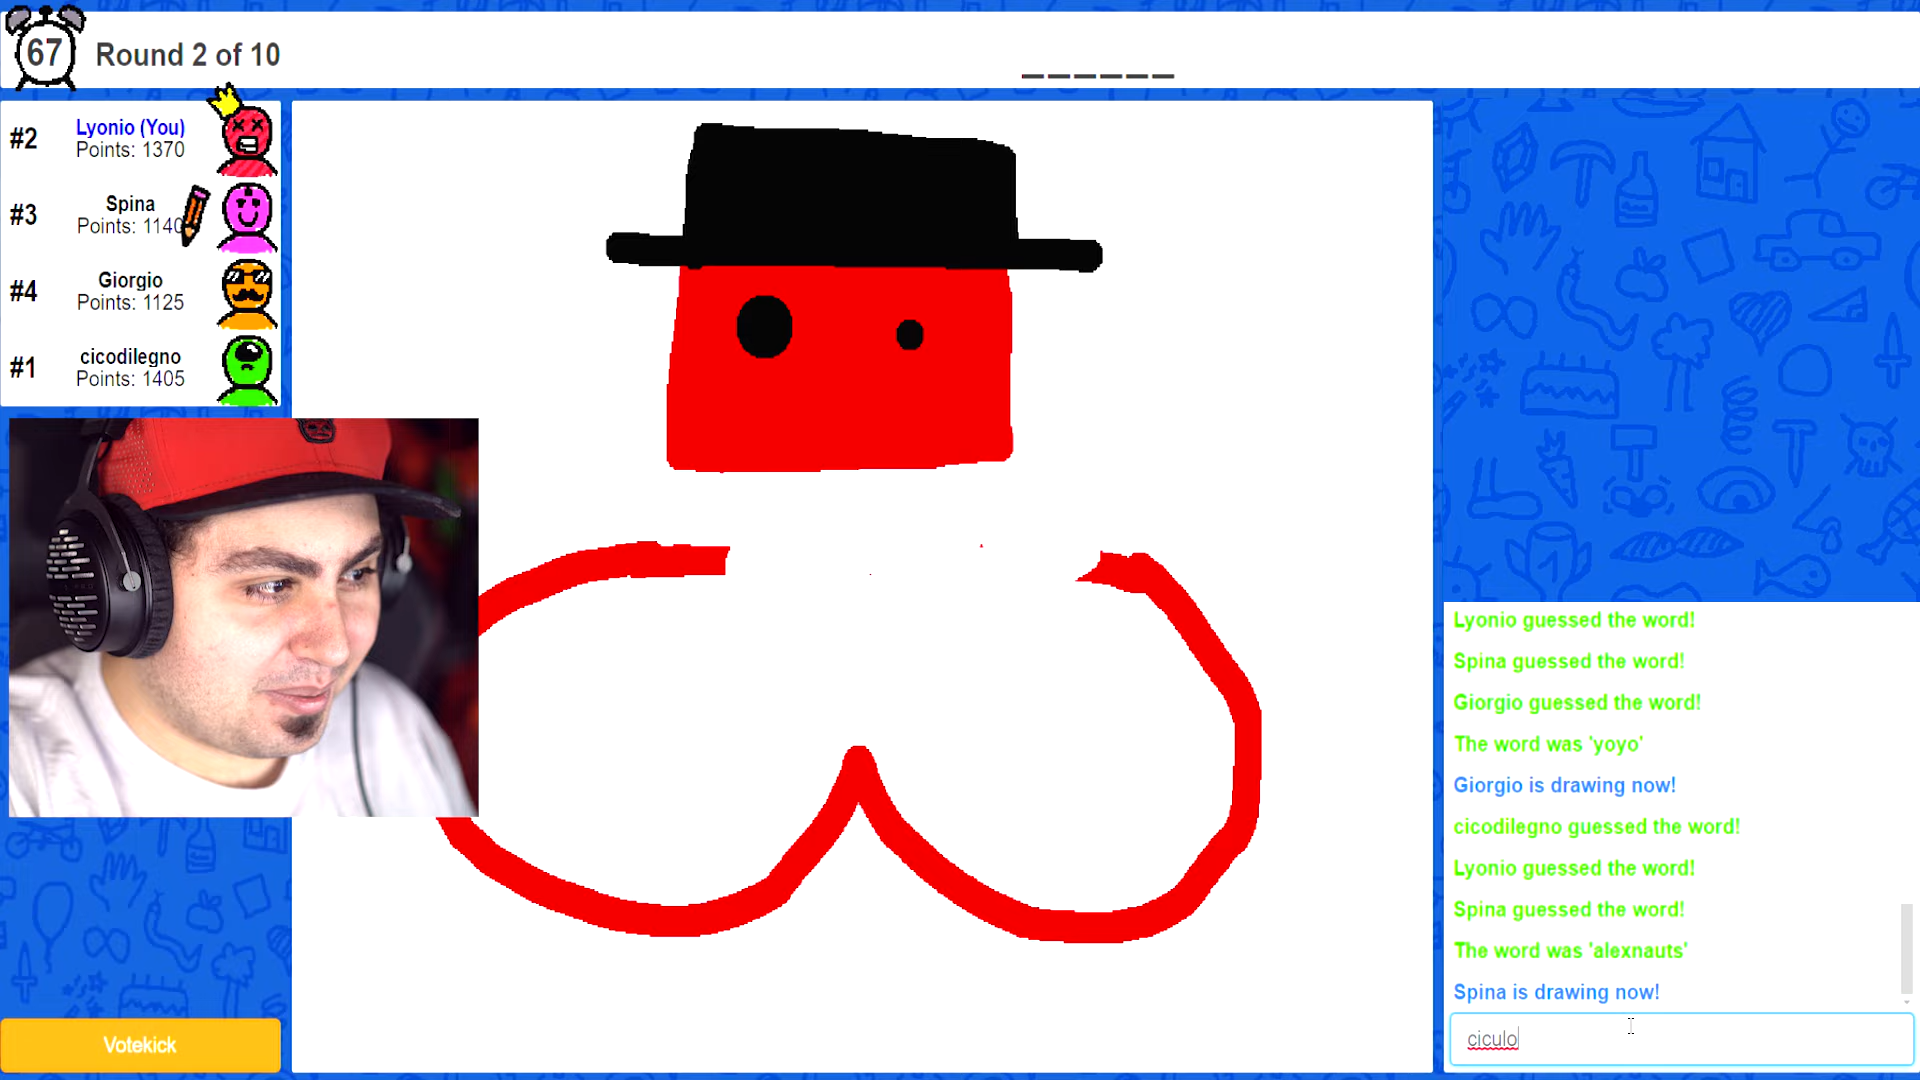 67
Round 2 of 10
______
#2
Lyonio (You)
Points: 1370
#3
Spina
Points: 1140
#4
Giorgio
Points: 1125
#1
cicodilegno
Points: 1405
Lyonio guessed the word!
Spina guessed the word!
Giorgio guessed the word!
The word was 'yoyo'
Giorgio is drawing now!
cicodilegno guessed the word!
Lyonio guessed the word!
Spina guessed the word!
The word was 'alexnauts'
Spina is drawing now!
ciculo
Votekick